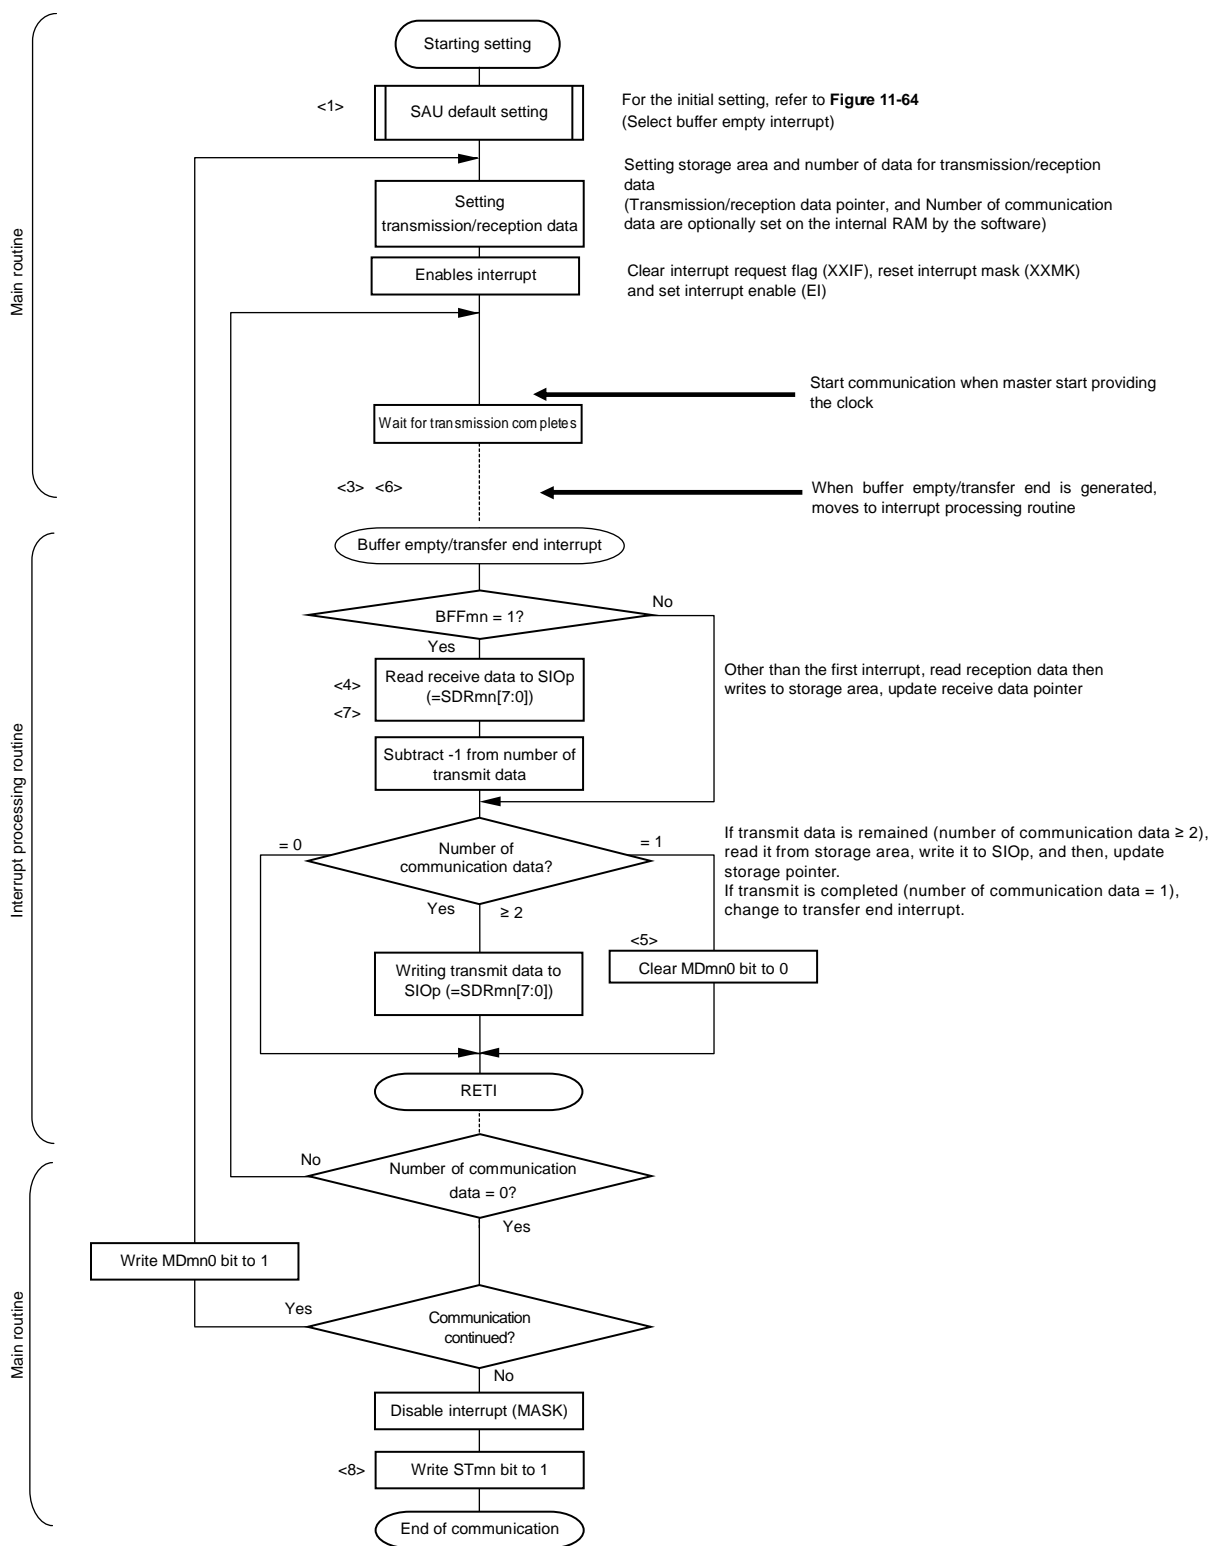 Starting setting
<1>
SAU default setting
For the initial setting, refer to Figure 11-64
(Select buffer empty interrupt)
Setting storage area and number of data for transmission/reception
data
(Transmission/reception data pointer, and Number of communication
data are optionally set on the internal RAM by the software)
Setting
transmission/reception data
Main routine
Enables interrupt
Clear interrupt request flag (XXIF), reset interrupt mask (XXMK)
and set interrupt enable (EI)
Start communication when master start providing
the clock
Wait for transmission completes
<3> <6>
When buffer empty/transfer end is generated,
moves to interrupt processing routine
Buffer empty/transfer end interrupt
BFFmn = 1?
No
Yes
<4>
<7>
Read receive data to SIOp
(=SDRmn[7:0])
Other than the first interrupt, read reception data then
writes to storage area, update receive data pointer
Subtract -1 from number of
transmit data
Interrupt processing routine
= 0
Number of
communication data?
= 1
If transmit data is remained (number of communication data ≥ 2),
read it from storage area, write it to SIOp, and then, update
storage pointer.
If transmit is completed (number of communication data = 1),
change to transfer end interrupt.
Yes
≥ 2
<5>
Writing transmit data to
SIOp (=SDRmn[7:0])
Clear MDmn0 bit to 0
RETI
No
Number of communication
data = 0?
Yes
Write MDmn0 bit to 1
Yes
Communication
continued?
No
Main routine
Disable interrupt (MASK)
<8>
Write STmn bit to 1
End of communication